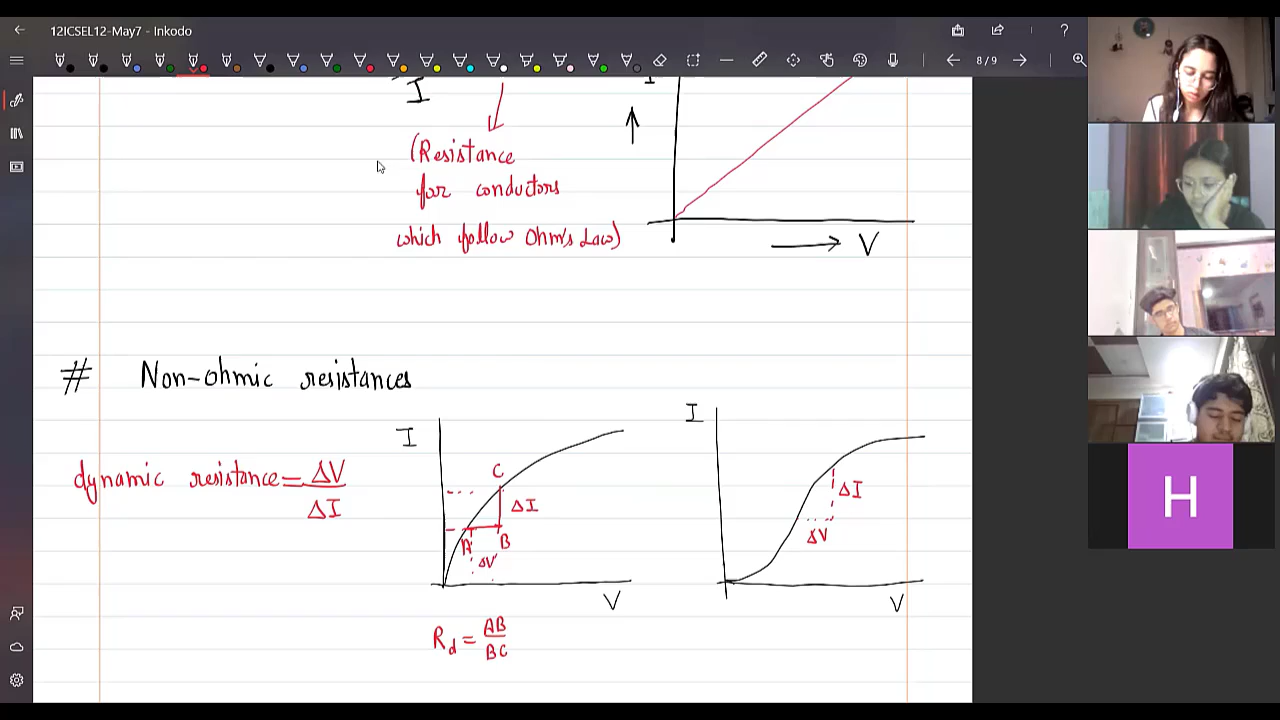 12ICSEL12-May7 - Inkodo
8/9
I
(Resistance
for conductors
which follow Ohm's Law)
I
V
# Non-ohmic resistances
dynamic resistance = ΔV
ΔI
I
C
ΔI
A
B
ΔV
V
R_d = AB
BC
I
ΔI
ΔV
V
H